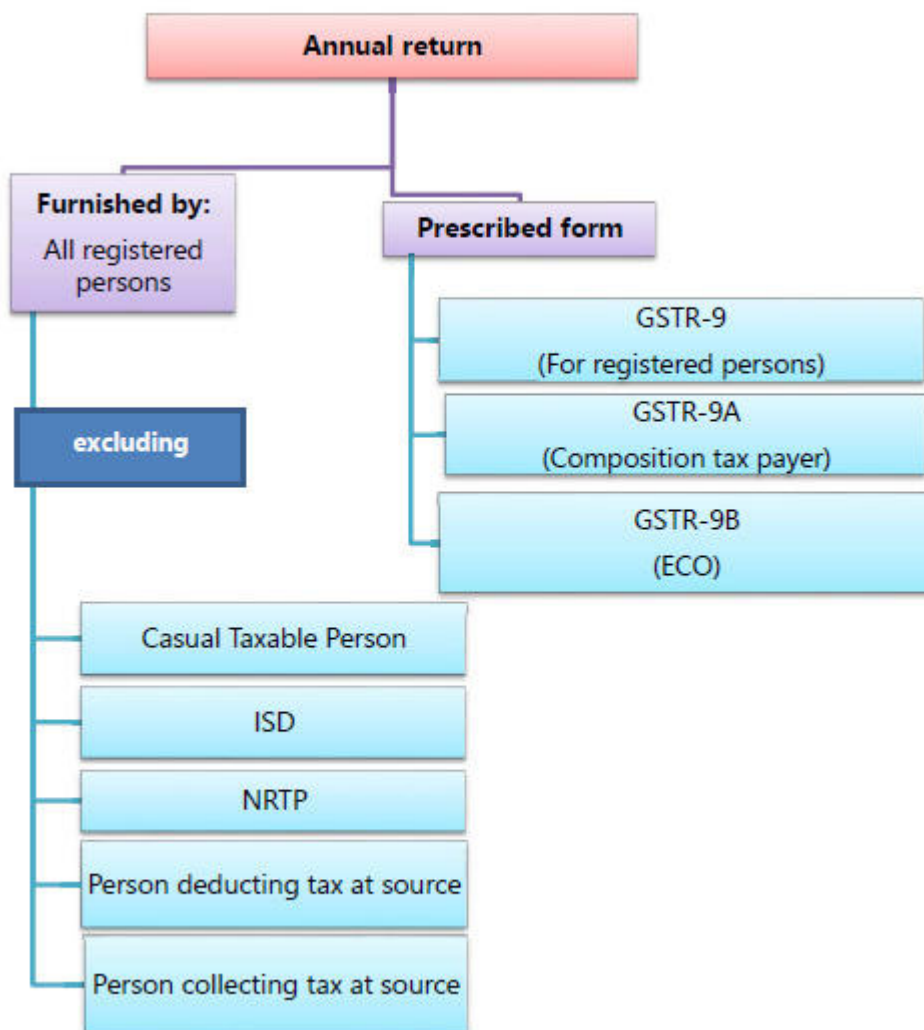 Annual return
Furnished by:
All registered
persons
Prescribed form
GSTR-9
(For registered persons)
GSTR-9A
(Composition tax payer)
GSTR-9B
(ECO)
excluding
Casual Taxable Person
ISD
NRTP
Person deducting tax at source
Person collecting tax at source